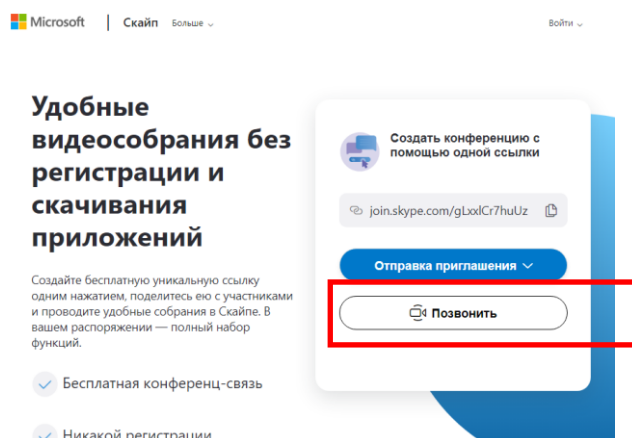 Microsoft | Скайп Больше Войти
Удобные
видеособрания без
регистрации и
скачивания
приложений
Создайте бесплатную уникальную ссылку
одним нажатием, поделитесь ею с участниками
и проводите удобные собрания в Скайпе. В
вашем распоряжении — полный набор
функций.
Бесплатная конференц-связь
Никакой регистрации
Создать конференцию с
помощью одной ссылки
join.skype.com/gLxxlCr7huUz
Отправка приглашения
Позвонить